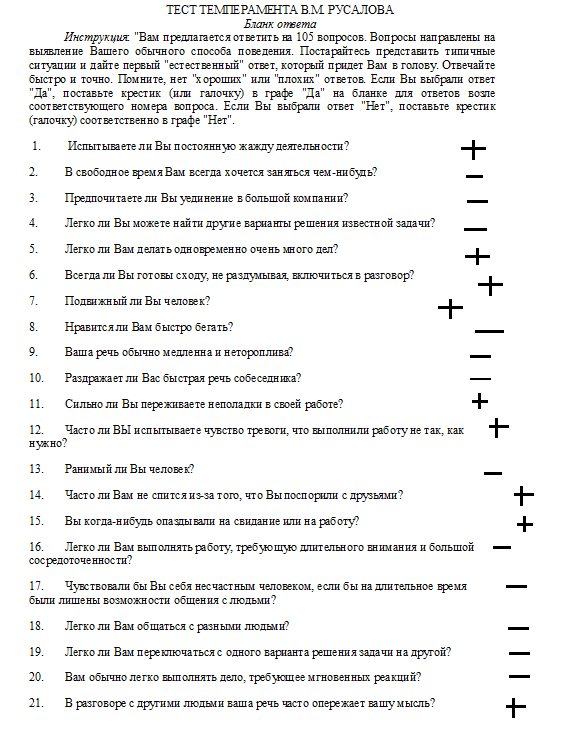 ТЕСТ ТЕМПЕРАМЕНТА В.М. РУСАЛОВА
Бланк ответа
Инструкция: "Вам предлагается ответить на 105 вопросов. Вопросы направлены на
выявление Вашего обычного способа поведения. Постарайтесь представить типичные
ситуации и дайте первый "естественный" ответ, который придет Вам в голову. Отвечайте
быстро и точно. Помните, нет "хороших" или "плохих" ответов. Если Вы выбрали ответ
"Да", поставьте крестик (или галочку) в графе "Да" на бланке для ответов возле
соответствующего номера вопроса. Если Вы выбрали ответ "Нет", поставьте крестик
(галочку) соответственно в графе "Нет".
1. Испытываете ли Вы постоянную жажду деятельности? +
2. В свободное время Вам всегда хочется заняться чем-нибудь? —
3. Предпочитаете ли Вы уединение в большой компании? —
4. Легко ли Вы можете найти другие варианты решения известной задачи? —
5. Легко ли Вам делать одновременно очень много дел? +
6. Всегда ли Вы готовы сходу, не раздумывая, включиться в разговор? +
7. Подвижный ли Вы человек? +
8. Нравится ли Вам быстро бегать? —
9. Ваша речь обычно медленна и нетороплива? —
10. Раздражает ли Вас быстрая речь собеседника? —
11. Сильно ли Вы переживаете неполадки в своей работе? +
12. Часто ли ВЫ испытываете чувство тревоги, что выполнили работу не так, как +
нужно?
13. Ранимый ли Вы человек? —
14. Часто ли Вам не спится из-за того, что Вы поспорили с друзьями? +
15. Вы когда-нибудь опаздывали на свидание или на работу? +
16. Легко ли Вам выполнять работу, требующую длительного внимания и большой —
сосредоточенности?
17. Чувствовали бы Вы себя несчастным человеком, если бы на длительное время —
были лишены возможности общения с людьми?
18. Легко ли Вам общаться с разными людьми? —
19. Легко ли Вам переключаться с одного варианта решения задачи на другой? —
20. Вам обычно легко выполнять дело, требующее мгновенных реакций? —
21. В разговоре с другими людьми ваша речь часто опережает вашу мысль? +